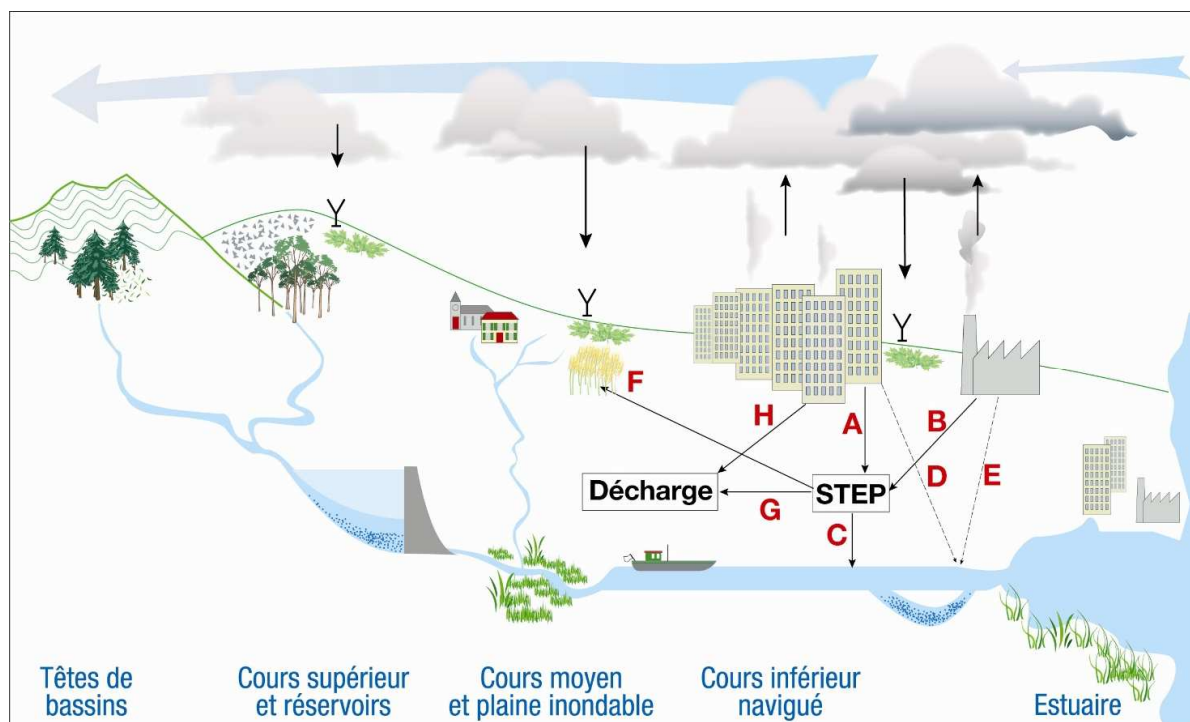 F
H
A
B
D
E
Décharge
STEP
G
C
Têtes de
bassins
Cours supérieur
et réservoirs
Cours moyen
et plaine inondable
Cours inférieur
navigué
Estuaire